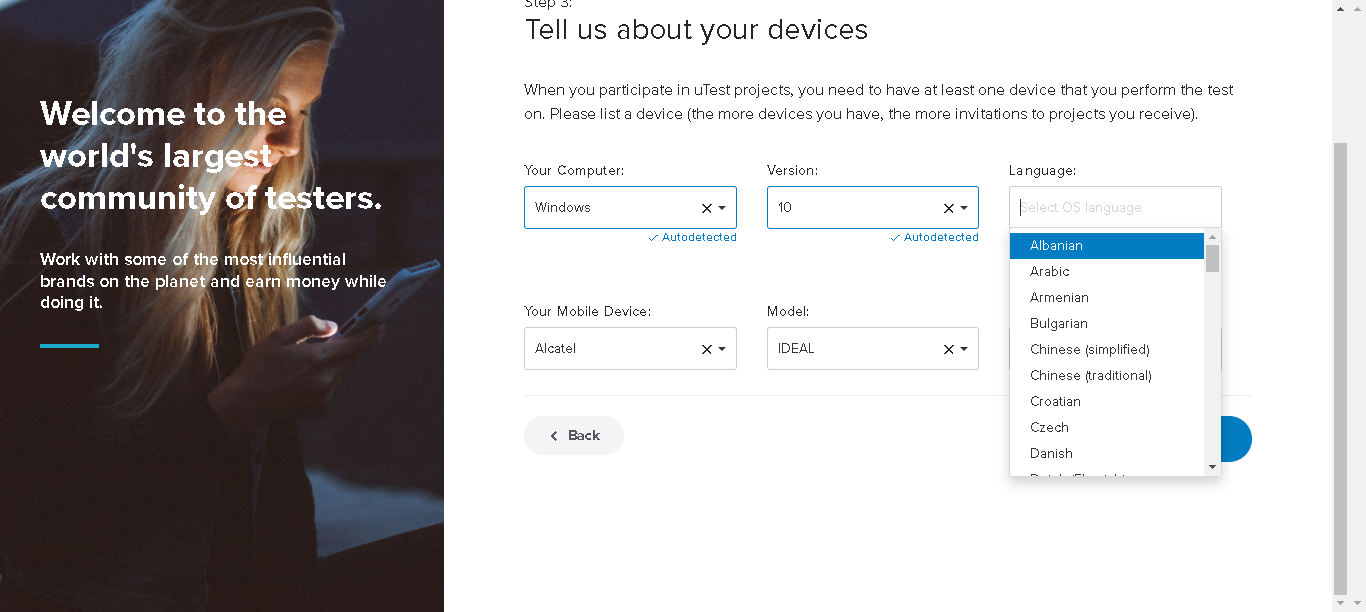 Welcome to the
world's largest
community of testers.
Work with some of the most influential
brands on the planet and earn money while
doing it.
Step 3:
Tell us about your devices
When you participate in uTest projects, you need to have at least one device that you perform the test
on. Please list a device (the more devices you have, the more invitations to projects you receive).
Your Computer:
Windows
Autodetected
Version:
10
Autodetected
Language:
Select OS language
Albanian
Arabic
Armenian
Bulgarian
Chinese (simplified)
Chinese (traditional)
Croatian
Czech
Danish
Your Mobile Device:
Alcatel
Model:
IDEAL
Back